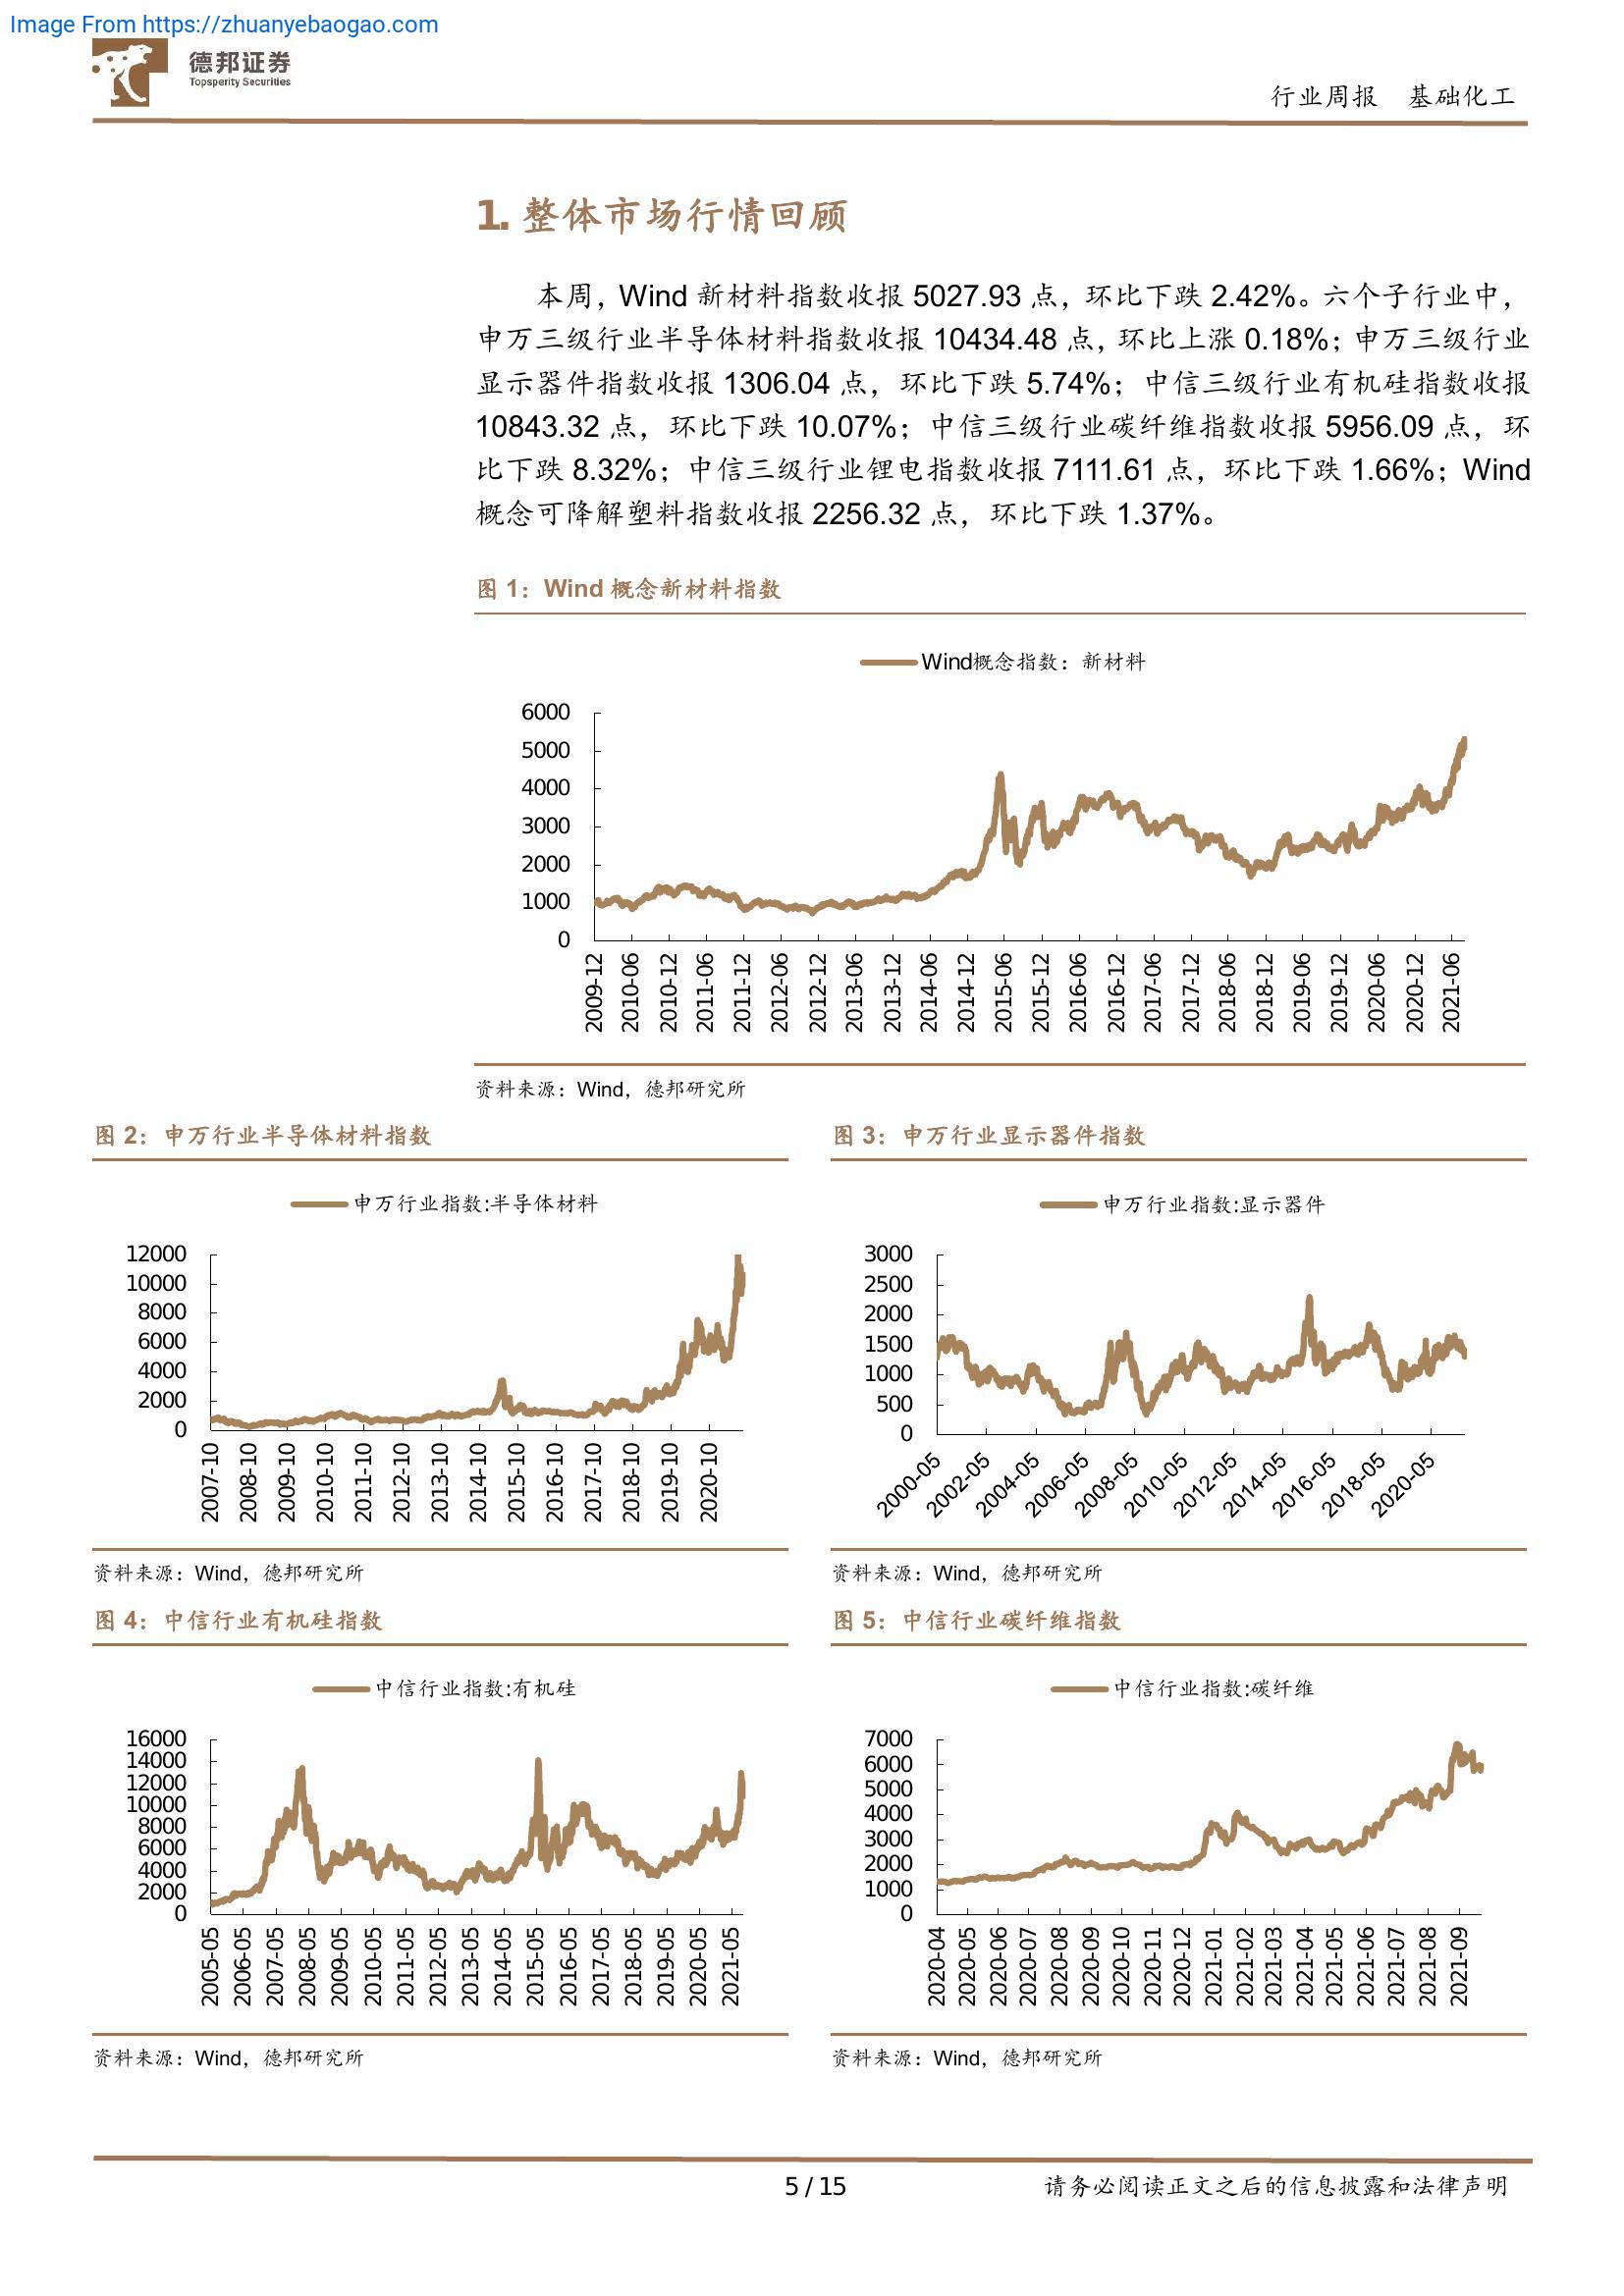 Image From https://zhuanyebaogao.com
德邦证券
Topsperity Securities
行业周报 基础化工
1. 整体市场行情回顾
本周，Wind 新材料指数收报 5027.93 点，环比下跌 2.42%。六个子行业中，
申万三级行业半导体材料指数收报 10434.48 点，环比上涨 0.18%；申万三级行业
显示器件指数收报 1306.04 点，环比下跌 5.74%；中信三级行业有机硅指数收报
10843.32 点，环比下跌 10.07%；中信三级行业碳纤维指数收报 5956.09 点，环
比下跌 8.32%；中信三级行业锂电指数收报 7111.61 点，环比下跌 1.66%；Wind
概念可降解塑料指数收报 2256.32 点，环比下跌 1.37%。
图 1：Wind 概念新材料指数
Wind概念指数：新材料
6000
5000
4000
3000
2000
1000
0
2009-12 2010-06 2010-12 2011-06 2011-12 2012-06 2012-12 2013-06 2013-12 2014-06 2014-12 2015-06 2015-12 2016-06 2016-12 2017-06 2017-12 2018-06 2018-12 2019-06 2019-12 2020-06 2020-12 2021-06
资料来源：Wind，德邦研究所
图 2：申万行业半导体材料指数
申万行业指数:半导体材料
12000
10000
8000
6000
4000
2000
0
2007-10 2008-10 2009-10 2010-10 2011-10 2012-10 2013-10 2014-10 2015-10 2016-10 2017-10 2018-10 2019-10 2020-10
资料来源：Wind，德邦研究所
图 3：申万行业显示器件指数
申万行业指数:显示器件
3000
2500
2000
1500
1000
500
0
2000-05 2002-05 2004-05 2006-05 2008-05 2010-05 2012-05 2014-05 2016-05 2018-05 2020-05
资料来源：Wind，德邦研究所
图 4：中信行业有机硅指数
中信行业指数:有机硅
16000
14000
12000
10000
8000
6000
4000
2000
0
2005-05 2006-05 2007-05 2008-05 2009-05 2010-05 2011-05 2012-05 2013-05 2014-05 2015-05 2016-05 2017-05 2018-05 2019-05 2020-05 2021-05
资料来源：Wind，德邦研究所
图 5：中信行业碳纤维指数
中信行业指数:碳纤维
7000
6000
5000
4000
3000
2000
1000
0
2020-04 2020-05 2020-06 2020-07 2020-08 2020-09 2020-10 2020-11 2020-12 2021-01 2021-02 2021-03 2021-04 2021-05 2021-06 2021-07 2021-08 2021-09
资料来源：Wind，德邦研究所
5 / 15
请务必阅读正文之后的信息披露和法律声明